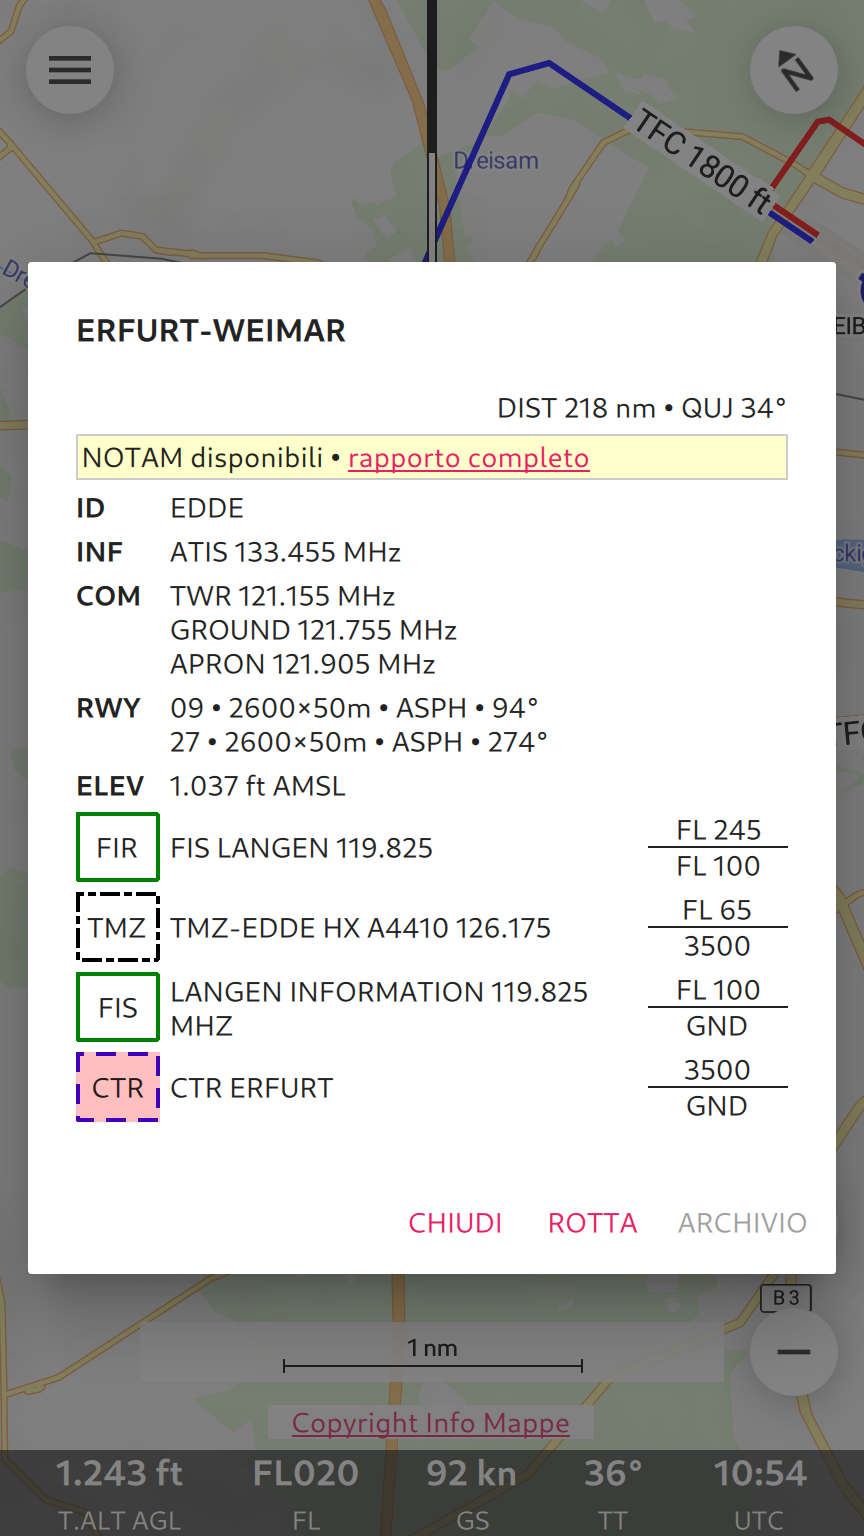 Dreisam
TFC 1800 ft
N
ERFURT-WEIMAR
DIST 218 nm • QUJ 34°
NOTAM disponibili • rapporto completo
ID EDDE
INF ATIS 133.455 MHz
COM TWR 121.155 MHz
GROUND 121.755 MHz
APRON 121.905 MHz
RWY 09 • 2600×50m • ASPH • 94°
27 • 2600×50m • ASPH • 274°
ELEV 1.037 ft AMSL
FIR FIS LANGEN 119.825 FL 245
FL 100
TMZ TMZ-EDDE HX A4410 126.175 FL 65
3500
FIS LANGEN INFORMATION 119.825 MHZ FL 100
GND
CTR CTR ERFURT 3500
GND
CHIUDI ROTTA ARCHIVIO
B 3
1 nm
Copyright Info Mappe
1.243 ft FL020 92 kn 36° 10:54
T.ALT AGL FL GS TT UTC